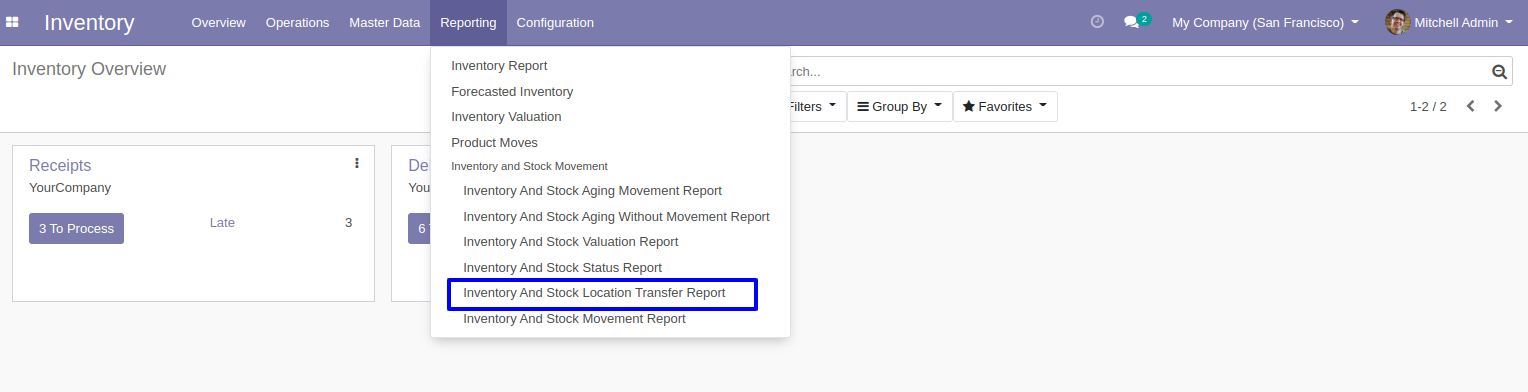 Inventory Overview Operations Master Data Reporting Configuration 2 My Company (San Francisco) Mitchell Admin
Inventory Overview
rch...
Filters Group By Favorites 1-2 / 2
Inventory Report
Forecasted Inventory
Inventory Valuation
Product Moves
Inventory and Stock Movement
Inventory And Stock Aging Movement Report
Inventory And Stock Aging Without Movement Report
Inventory And Stock Valuation Report
Inventory And Stock Status Report
Inventory And Stock Location Transfer Report
Inventory And Stock Movement Report
Receipts
YourCompany
3 To Process Late 3
De
You
6 T